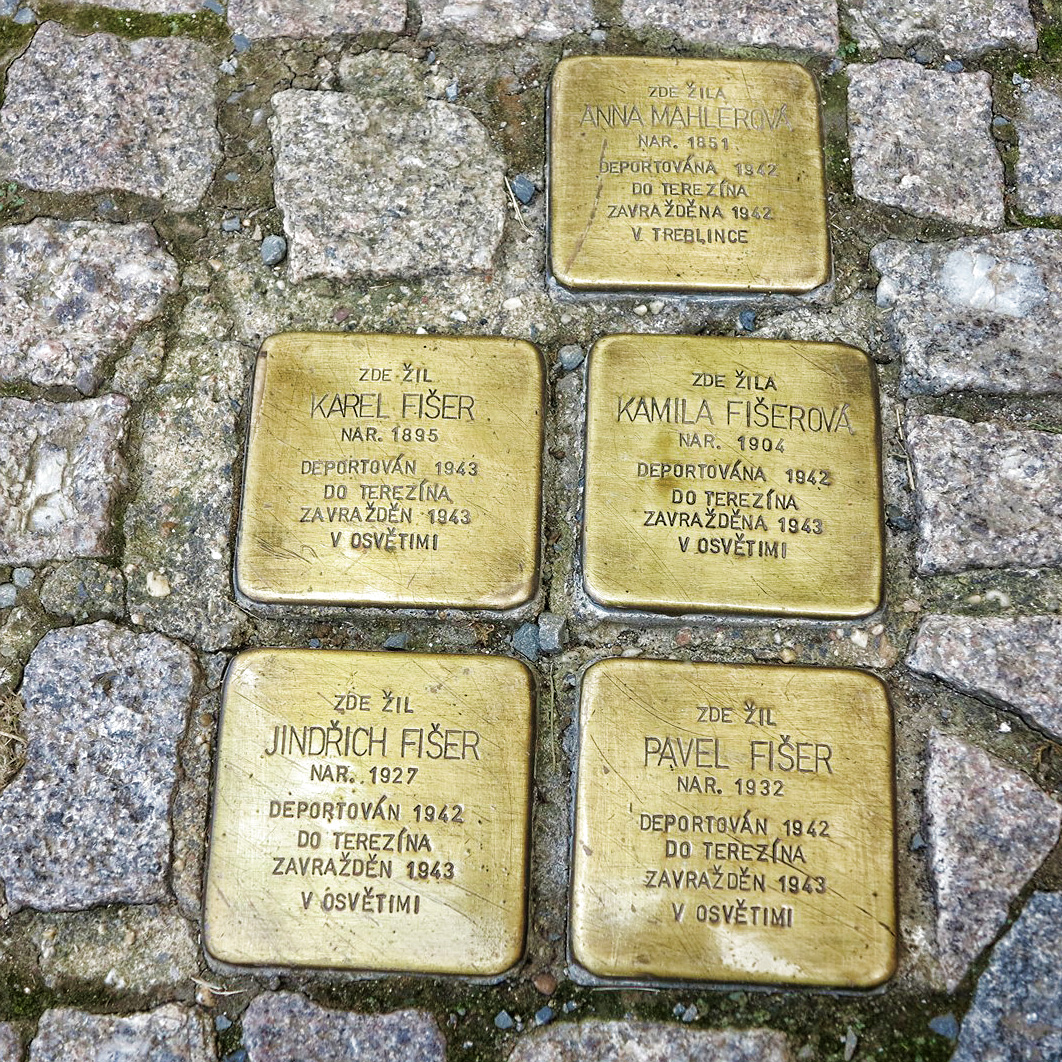 ZDE ŽILA
ANNA MAHLEROVÁ
NAR. 1851
DEPORTOVÁNA 1942
DO TEREZÍNA
ZAVRAŽDĚNA 1942
V TREBLINCE
ZDE ŽIL
KAREL FIŠER
NAR. 1895
DEPORTOVÁN 1943
DO TEREZÍNA
ZAVRAŽDĚN 1943
V OSVĚTIMI
ZDE ŽILA
KAMILA FIŠEROVÁ
NAR. 1904
DEPORTOVÁNA 1942
DO TEREZÍNA
ZAVRAŽDĚNA 1943
V OSVĚTIMI
ZDE ŽIL
JINDŘICH FIŠER
NAR. 1927
DEPORTOVÁN 1942
DO TEREZÍNA
ZAVRAŽDĚN 1943
V OSVĚTIMI
ZDE ŽIL
PAVEL FIŠER
NAR. 1932
DEPORTOVÁN 1942
DO TEREZÍNA
ZAVRAŽDĚN 1943
V OSVĚTIMI